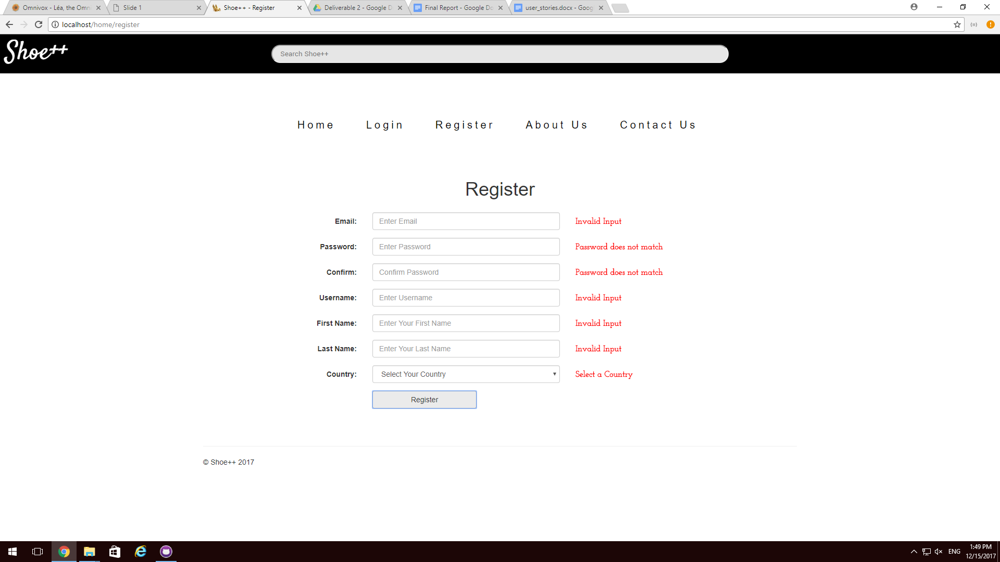 Omnivox - Léa, the Omn
Slide 1
Shoe++ - Register
Deliverable 2 - Google D
Final Report - Google Do
user_stories.docx - Goog
localhost/home/register
Shoe++
Search Shoe++
Home Login Register About Us Contact Us
Register
Email: Enter Email Invalid Input
Password: Enter Password Password does not match
Confirm: Confirm Password Password does not match
Username: Enter Username Invalid Input
First Name: Enter Your First Name Invalid Input
Last Name: Enter Your Last Name Invalid Input
Country: Select Your Country Select a Country
Register
© Shoe++ 2017
ENG
1:49 PM
12/15/2017